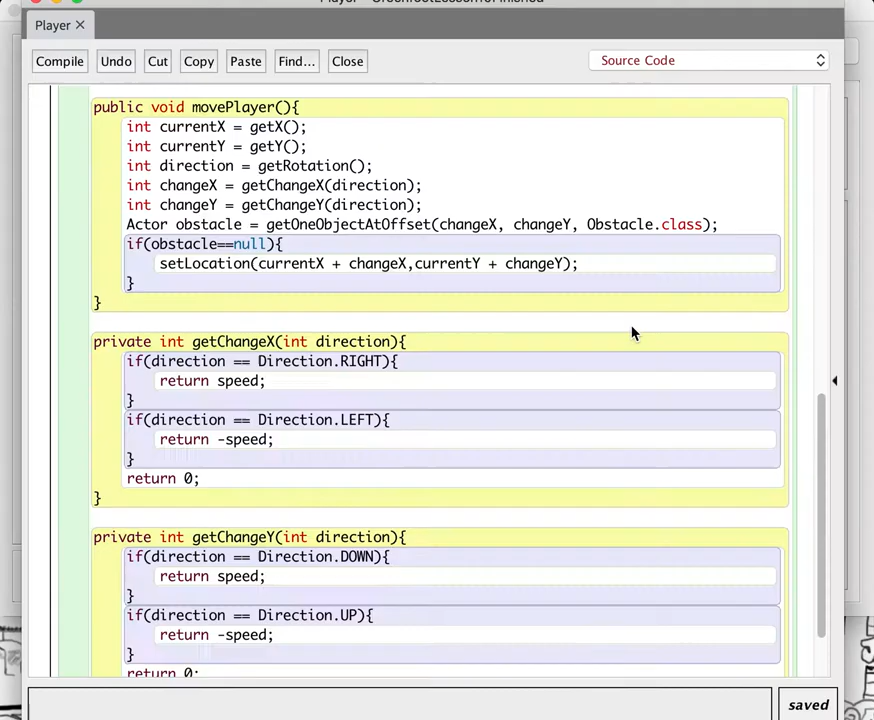 Player
Compile
Undo
Cut
Copy
Paste
Find...
Close
Source Code
public void movePlayer(){
int currentX = getX();
int currentY = getY();
int direction = getRotation();
int changeX = getChangeX(direction);
int changeY = getChangeY(direction);
Actor obstacle = getOneObjectAtOffset(changeX, changeY, Obstacle.class);
if(obstacle==null){
setLocation(currentX + changeX,currentY + changeY);
}
}
private int getChangeX(int direction){
if(direction == Direction.RIGHT){
return speed;
}
if(direction == Direction.LEFT){
return -speed;
}
return 0;
}
private int getChangeY(int direction){
if(direction == Direction.DOWN){
return speed;
}
if(direction == Direction.UP){
return -speed;
}
return 0;
saved